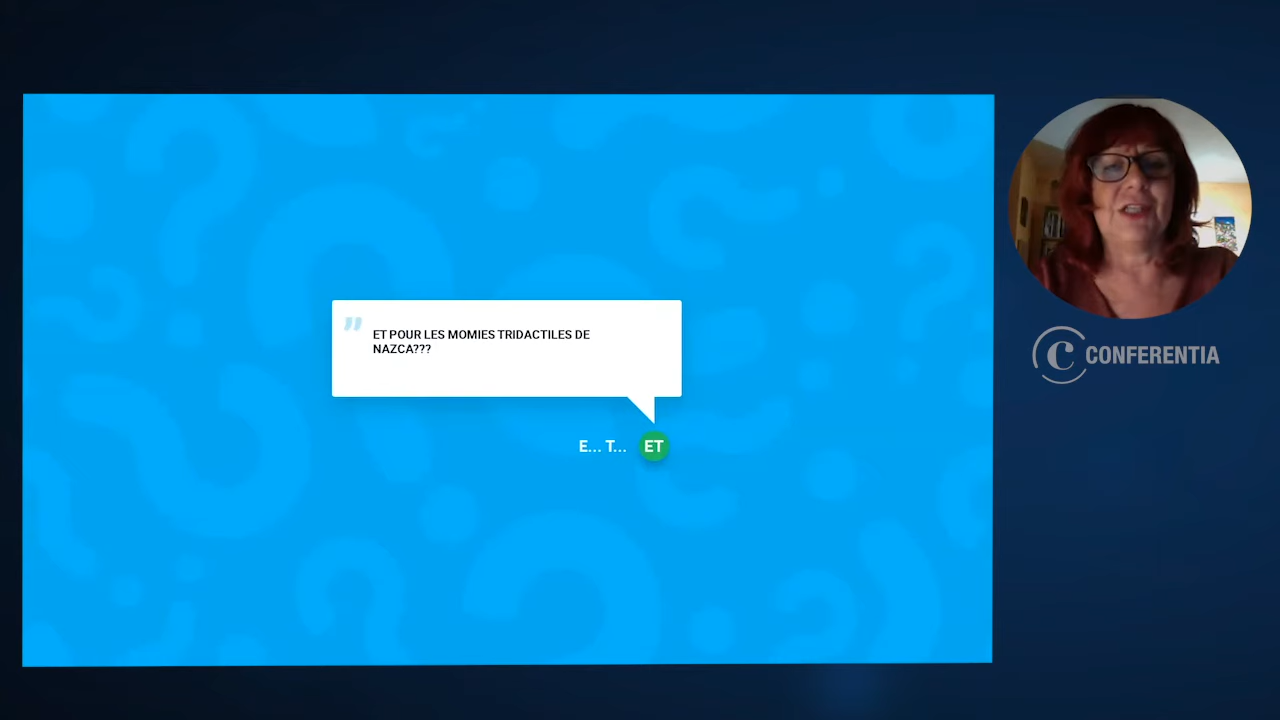 ET POUR LES MOMIES TRIDACTILES DE
NAZCA???
E... T... ET
C CONFERENTIA